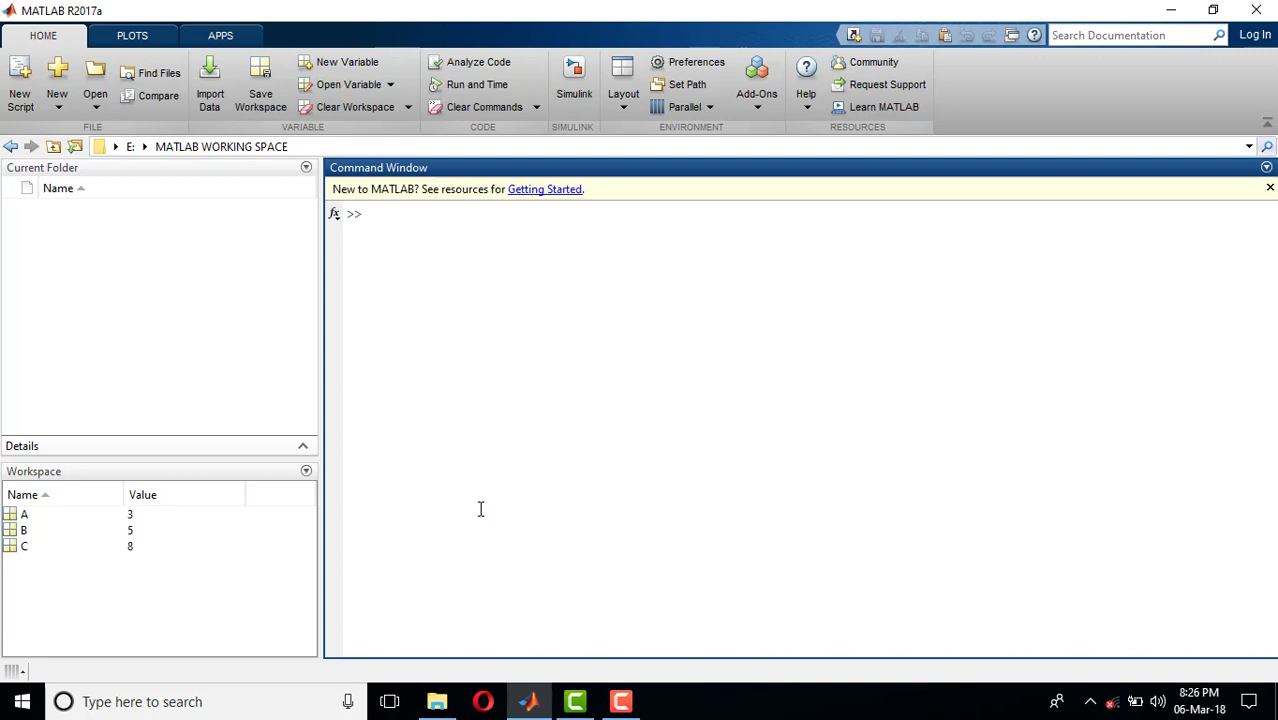 MATLAB R2017a
HOME PLOTS APPS Search Documentation Log In
New Script New Open Find Files Compare
FILE
Import Data Save Workspace New Variable Open Variable Clear Workspace
VARIABLE
Analyze Code Run and Time Clear Commands
CODE
Simulink
SIMULINK
Layout Preferences Set Path Parallel Add-Ons
ENVIRONMENT
Help Community Request Support Learn MATLAB
RESOURCES
E: MATLAB WORKING SPACE
Current Folder
Name
Details
Workspace
Name Value
A 3
B 5
C 8
Command Window
New to MATLAB? See resources for Getting Started.
fx >>
Type here to search
8:26 PM
06-Mar-18